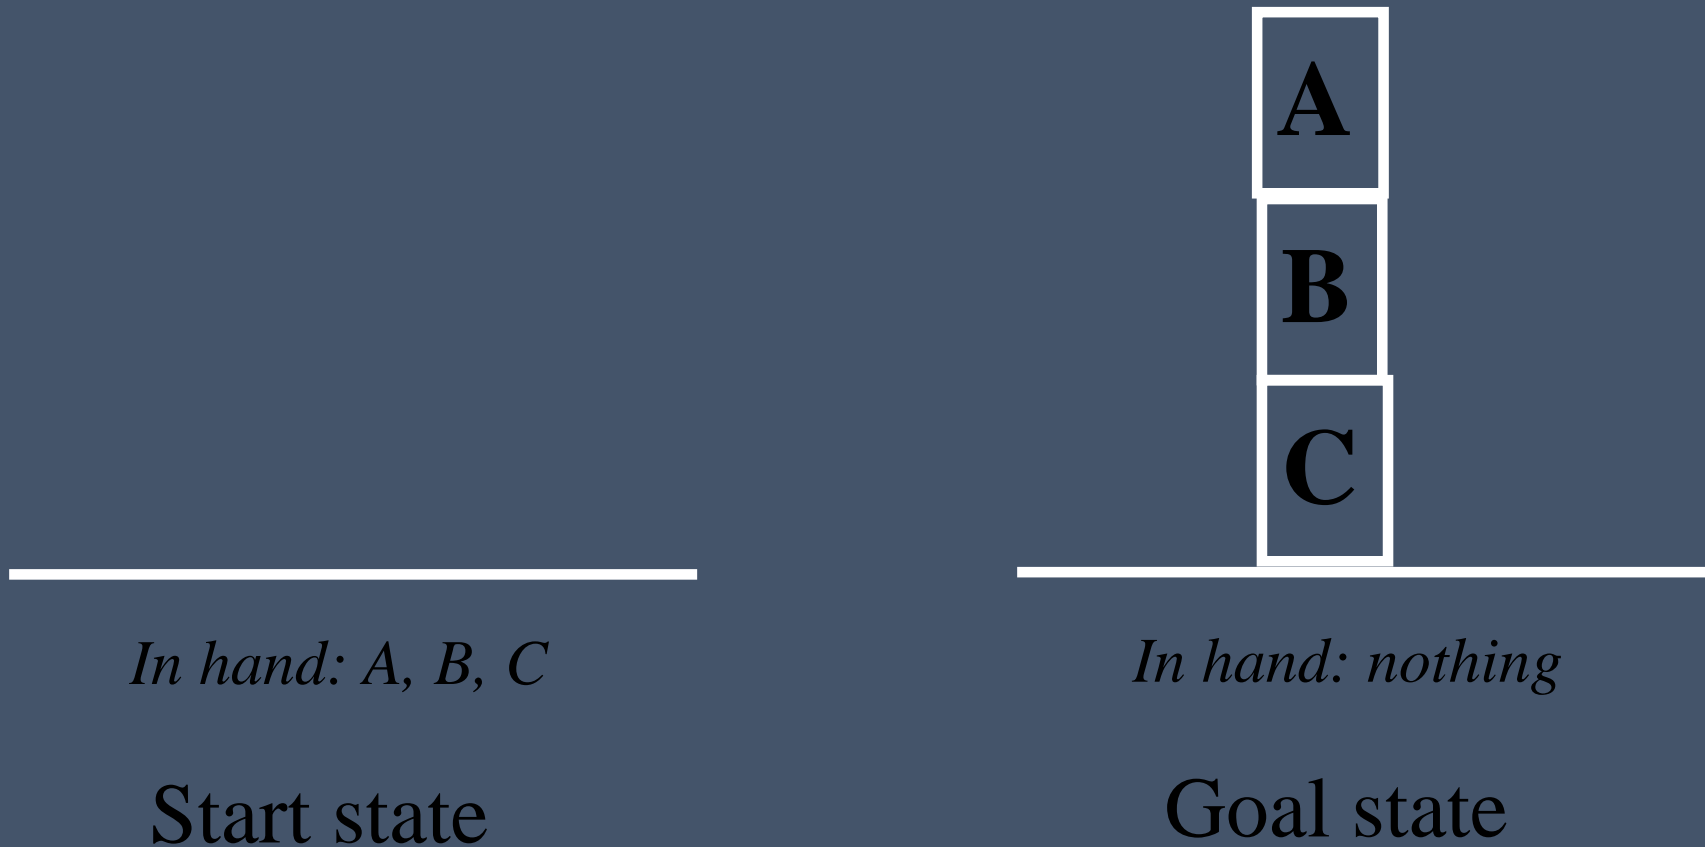 A
B
C
In hand: A, B, C
In hand: nothing
Start state
Goal state